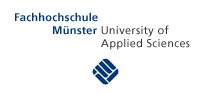 Fachhochschule
Münster University of
Applied Sciences